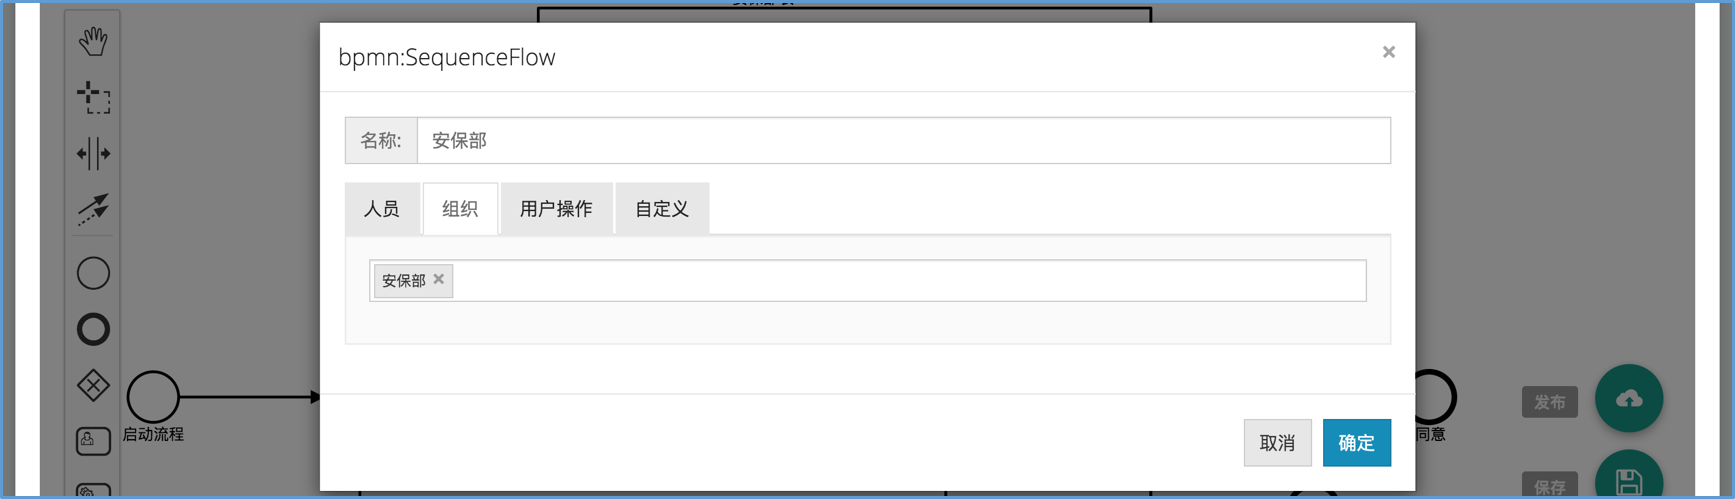 bpmn:SequenceFlow
×
名称: 安保部
人员 组织 用户操作 自定义
安保部 ×
启动流程
取消 确定
同意
发布
保存